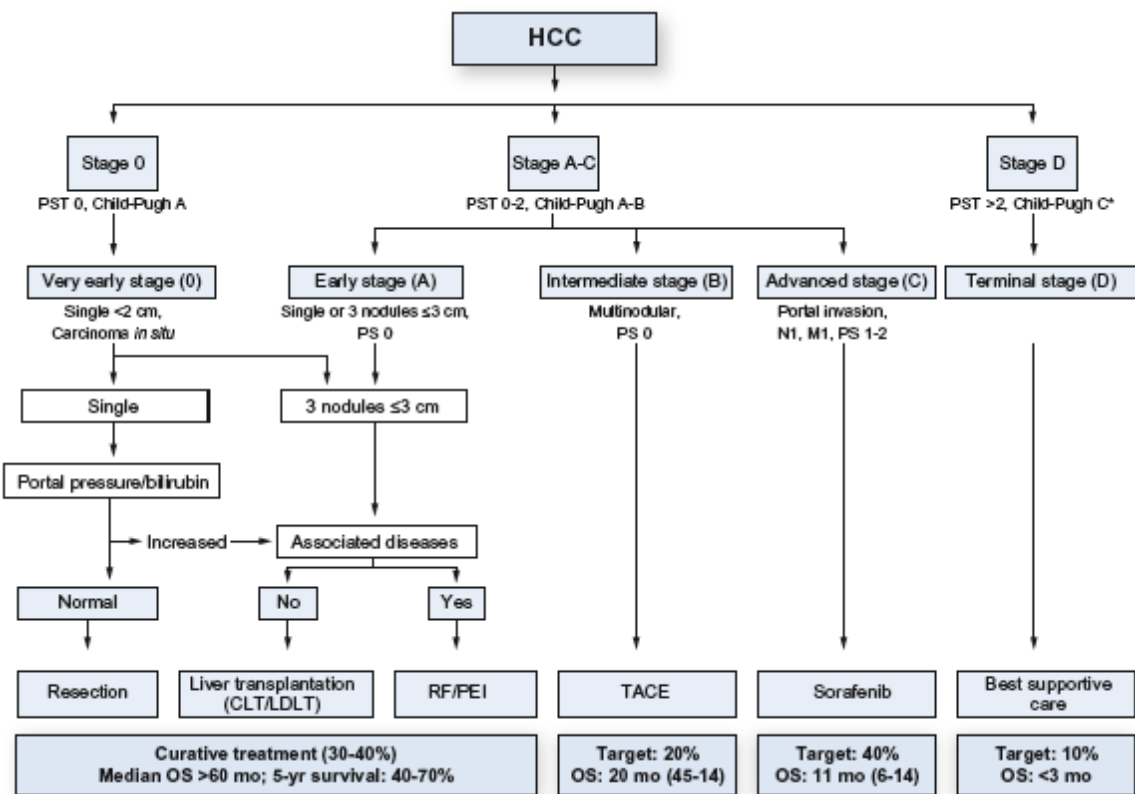 HCC
Stage 0
PST 0, Child-Pugh A
Stage A-C
PST 0-2, Child-Pugh A-B
Stage D
PST >2, Child-Pugh C*
Very early stage (0)
Single <2 cm,
Carcinoma in situ
Early stage (A)
Single or 3 nodules ≤3 cm,
PS 0
Intermediate stage (B)
Multinodular,
PS 0
Advanced stage (C)
Portal invasion,
N1, M1, PS 1-2
Terminal stage (D)
Single
3 nodules ≤3 cm
Portal pressure/bilirubin
Increased
Associated diseases
Normal
No
Yes
Resection
Liver transplantation
(CLT/LDLT)
RF/PEI
TACE
Sorafenib
Best supportive
care
Curative treatment (30-40%)
Median OS >60 mo; 5-yr survival: 40-70%
Target: 20%
OS: 20 mo (45-14)
Target: 40%
OS: 11 mo (6-14)
Target: 10%
OS: <3 mo